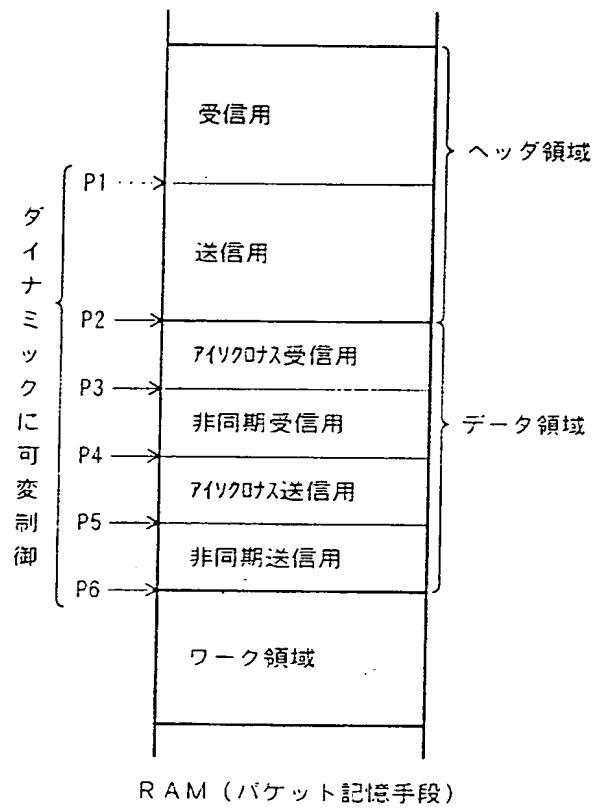 受信用
ヘッダ領域
P1
送信用
P2
アイソクロナス受信用
P3
非同期受信用
データ領域
P4
アイソクロナス送信用
P5
非同期送信用
P6
ダイナミックに可変制御
ワーク領域
RAM（パケット記憶手段）